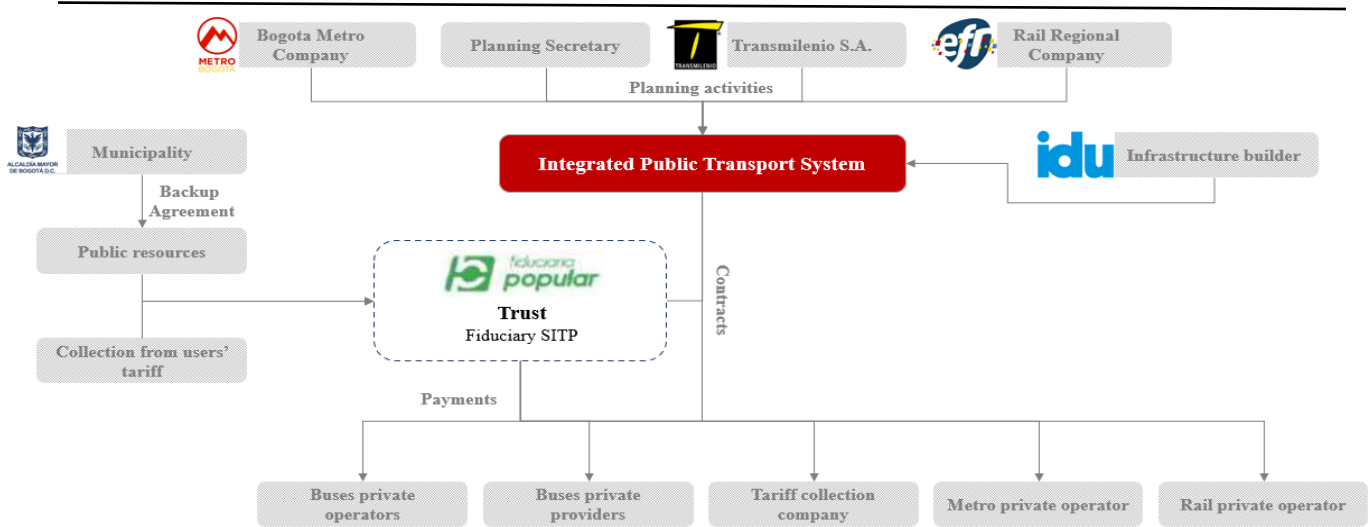 Bogota Metro
Company
METRO
BOGOTÁ
Planning Secretary
TRANSMILENIO
Transmilenio S.A.
efr
Rail Regional
Company
Planning activities
ALCALDÍA MAYOR
DE BOGOTÁ D.C.
Municipality
Integrated Public Transport System
idu
Infrastructure builder
Backup
Agreement
Public resources
fiduciaria
popular
Trust
Fiduciary SITP
Contracts
Collection from users’
tariff
Payments
Buses private
operators
Buses private
providers
Tariff collection
company
Metro private operator
Rail private operator